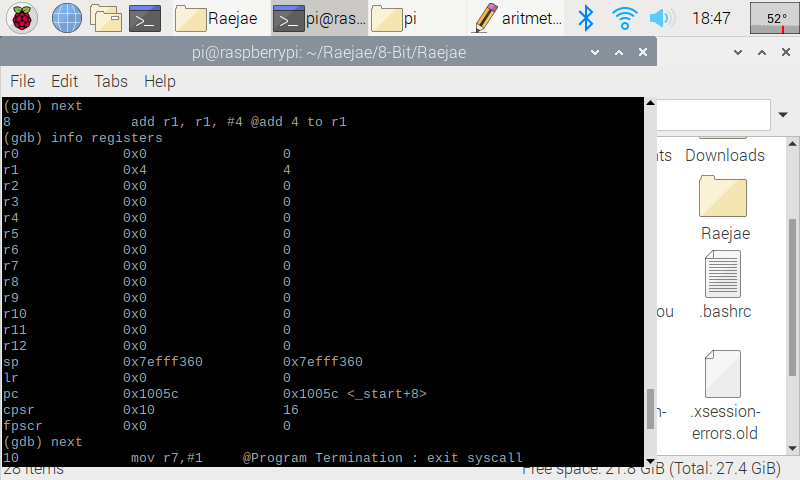 Raejae
pi@ras...
pi
aritmet...
18:47
52°
pi@raspberrypi: ~/Raejae/8-Bit/Raejae
File Edit Tabs Help
(gdb) next
8 add r1, r1, #4 @add 4 to r1
(gdb) info registers
r0 0x0 0
r1 0x4 4
r2 0x0 0
r3 0x0 0
r4 0x0 0
r5 0x0 0
r6 0x0 0
r7 0x0 0
r8 0x0 0
r9 0x0 0
r10 0x0 0
r11 0x0 0
r12 0x0 0
sp 0x7efff360 0x7efff360
lr 0x0 0
pc 0x1005c 0x1005c <_start+8>
cpsr 0x10 16
fpscr 0x0 0
(gdb) next
10 mov r7,#1 @Program Termination : exit syscall
nts
Downloads
Raejae
ou
.bashrc
n-
.xsession-
errors.old
28 items
Free space: 21.8 GiB (Total: 27.4 GiB)